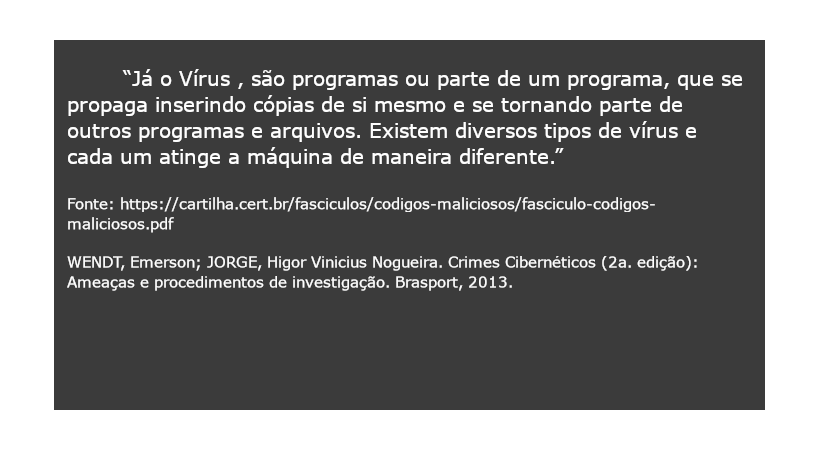 “Já o Vírus , são programas ou parte de um programa, que se
propaga inserindo cópias de si mesmo e se tornando parte de
outros programas e arquivos. Existem diversos tipos de vírus e
cada um atinge a máquina de maneira diferente.”
Fonte: https://cartilha.cert.br/fasciculos/codigos-maliciosos/fasciculo-codigos-
maliciosos.pdf
WENDT, Emerson; JORGE, Higor Vinicius Nogueira. Crimes Cibernéticos (2a. edição):
Ameaças e procedimentos de investigação. Brasport, 2013.